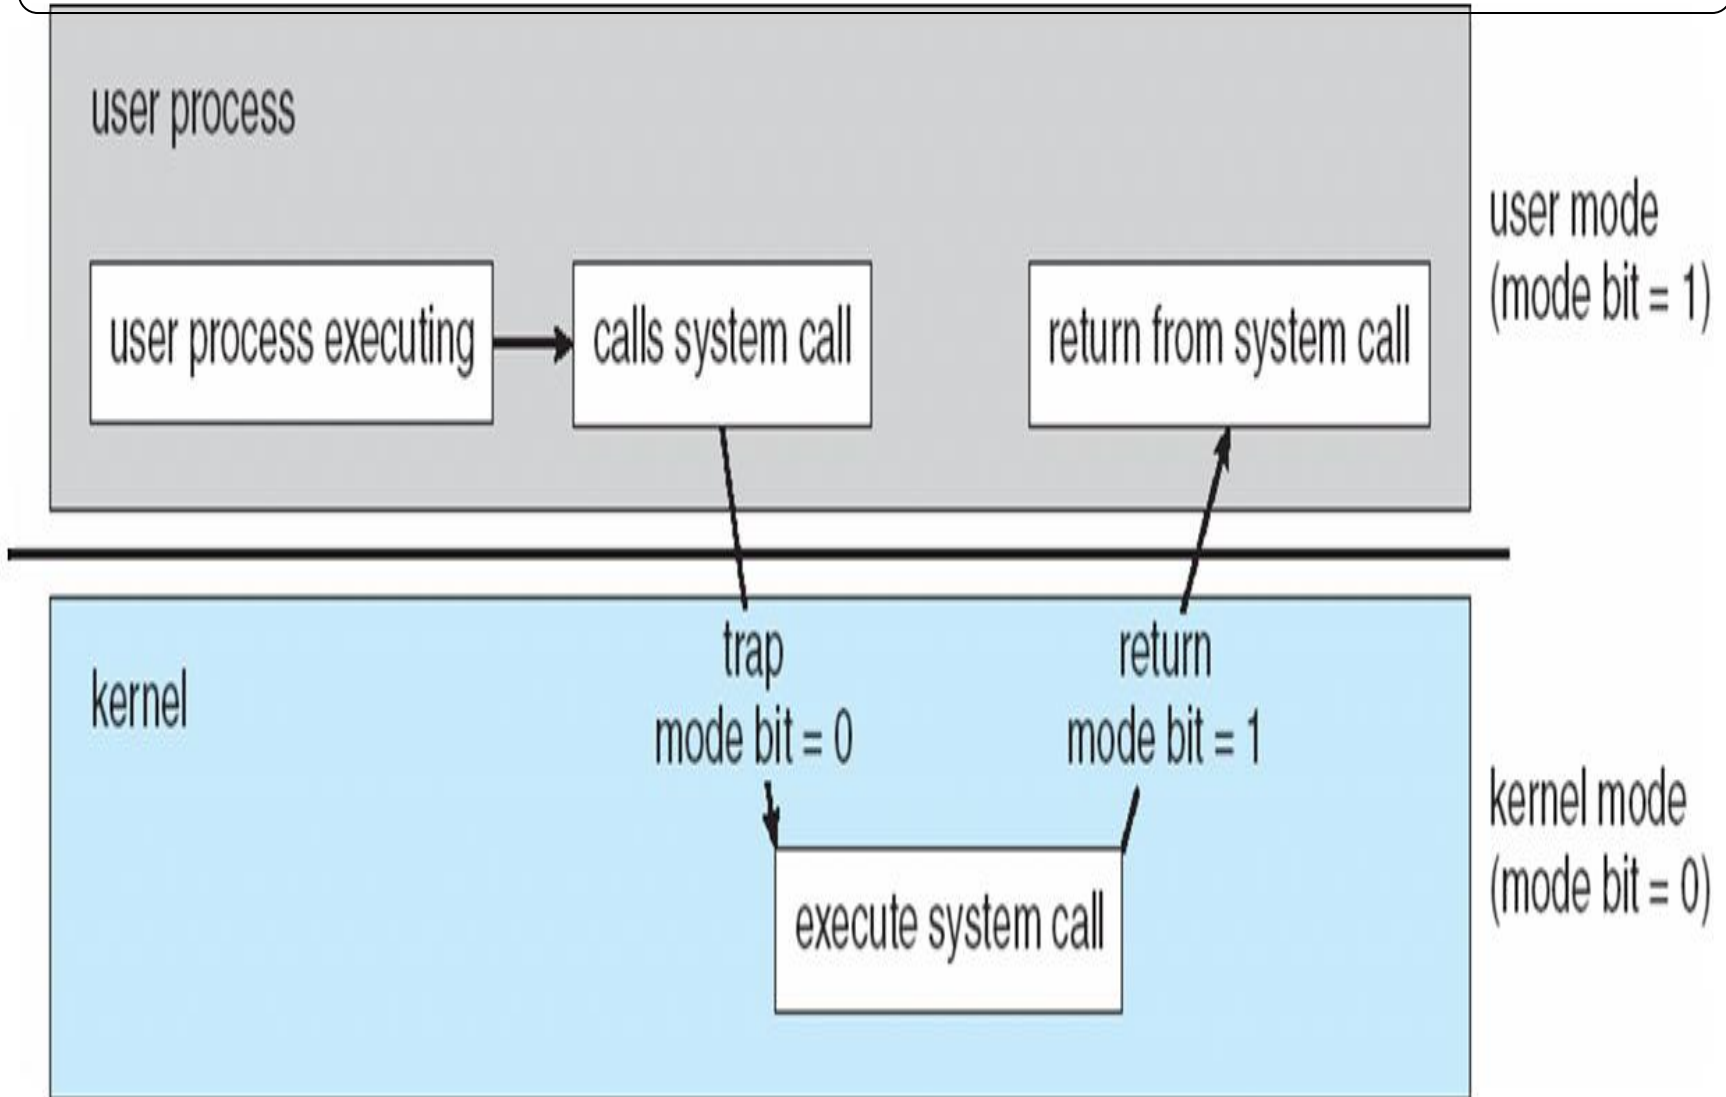 user process
user mode
(mode bit = 1)
user process executing
calls system call
return from system call
trap
mode bit = 0
return
mode bit = 1
kernel
kernel mode
(mode bit = 0)
execute system call